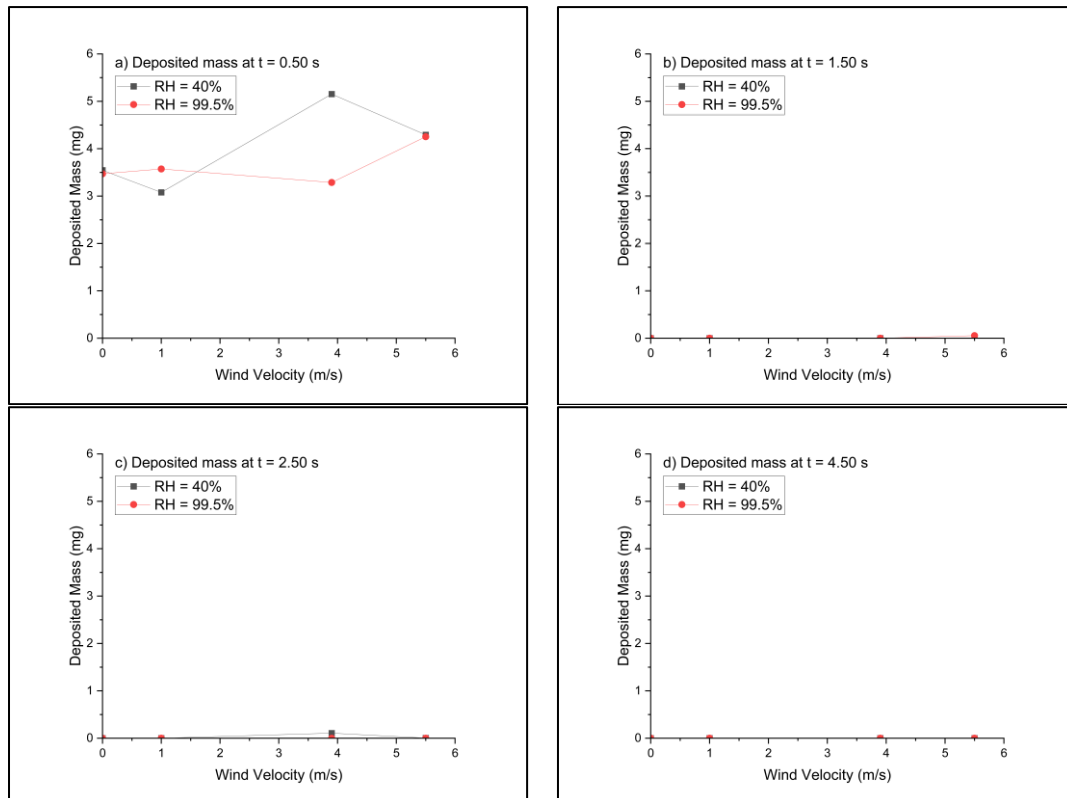 a) Deposited mass at t = 0.50 s
RH = 40%
RH = 99.5%
6
5
4
3
2
1
0
Deposited Mass (mg)
0 1 2 3 4 5 6
Wind Velocity (m/s)
b) Deposited mass at t = 1.50 s
RH = 40%
RH = 99.5%
6
5
4
3
2
1
0
Deposited Mass (mg)
0 1 2 3 4 5 6
Wind Velocity (m/s)
c) Deposited mass at t = 2.50 s
RH = 40%
RH = 99.5%
6
5
4
3
2
1
0
Deposited Mass (mg)
0 1 2 3 4 5 6
Wind Velocity (m/s)
d) Deposited mass at t = 4.50 s
RH = 40%
RH = 99.5%
6
5
4
3
2
1
0
Deposited Mass (mg)
0 1 2 3 4 5 6
Wind Velocity (m/s)